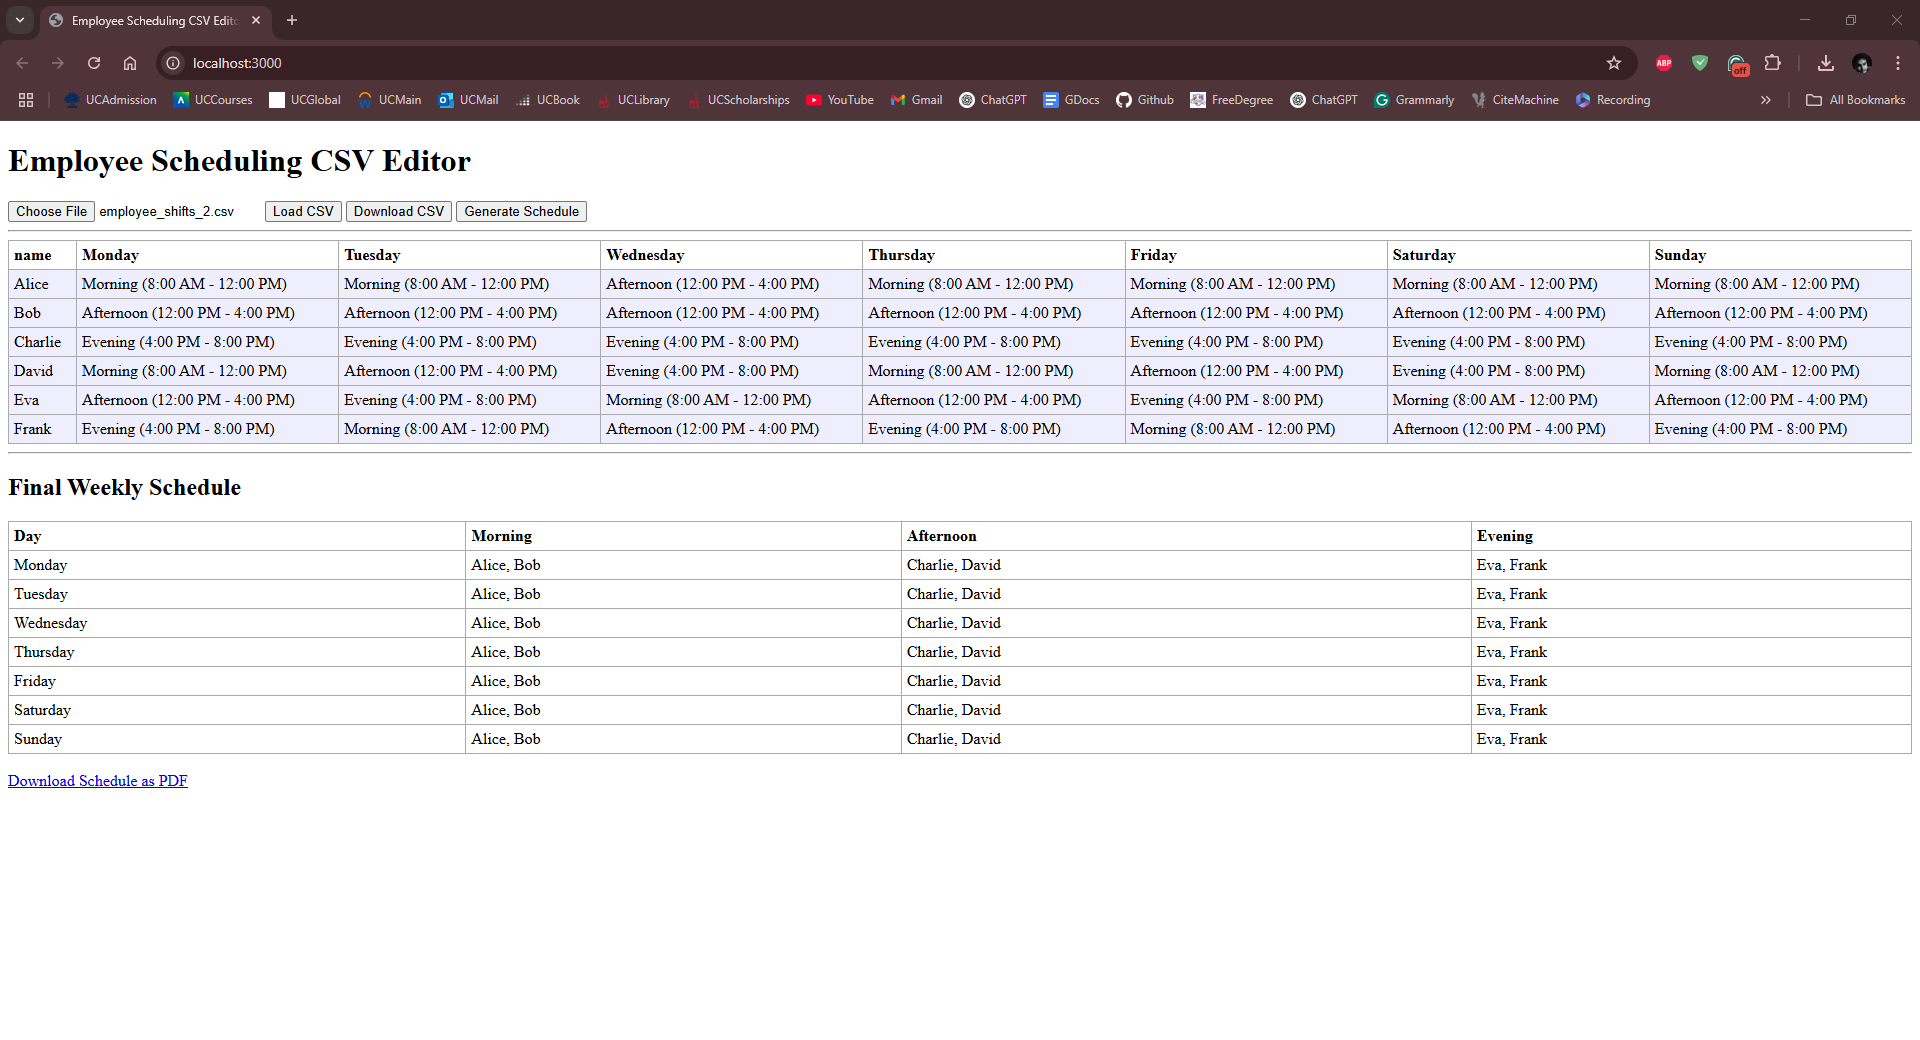 Employee Scheduling CSV Edito
localhost:3000
ABP
off
UCAdmission UCCourses UCGlobal UCMain UCMail UCBook UCLibrary UCScholarships YouTube Gmail ChatGPT GDocs Github FreeDegree ChatGPT Grammarly CiteMachine Recording All Bookmarks
Employee Scheduling CSV Editor
Choose File employee_shifts_2.csv Load CSV Download CSV Generate Schedule
name Monday Tuesday Wednesday Thursday Friday Saturday Sunday
Alice Morning (8:00 AM - 12:00 PM) Morning (8:00 AM - 12:00 PM) Afternoon (12:00 PM - 4:00 PM) Morning (8:00 AM - 12:00 PM) Morning (8:00 AM - 12:00 PM) Morning (8:00 AM - 12:00 PM) Morning (8:00 AM - 12:00 PM)
Bob Afternoon (12:00 PM - 4:00 PM) Afternoon (12:00 PM - 4:00 PM) Afternoon (12:00 PM - 4:00 PM) Afternoon (12:00 PM - 4:00 PM) Afternoon (12:00 PM - 4:00 PM) Afternoon (12:00 PM - 4:00 PM) Afternoon (12:00 PM - 4:00 PM)
Charlie Evening (4:00 PM - 8:00 PM) Evening (4:00 PM - 8:00 PM) Evening (4:00 PM - 8:00 PM) Evening (4:00 PM - 8:00 PM) Evening (4:00 PM - 8:00 PM) Evening (4:00 PM - 8:00 PM) Evening (4:00 PM - 8:00 PM)
David Morning (8:00 AM - 12:00 PM) Afternoon (12:00 PM - 4:00 PM) Evening (4:00 PM - 8:00 PM) Morning (8:00 AM - 12:00 PM) Afternoon (12:00 PM - 4:00 PM) Evening (4:00 PM - 8:00 PM) Morning (8:00 AM - 12:00 PM)
Eva Afternoon (12:00 PM - 4:00 PM) Evening (4:00 PM - 8:00 PM) Morning (8:00 AM - 12:00 PM) Afternoon (12:00 PM - 4:00 PM) Evening (4:00 PM - 8:00 PM) Morning (8:00 AM - 12:00 PM) Afternoon (12:00 PM - 4:00 PM)
Frank Evening (4:00 PM - 8:00 PM) Morning (8:00 AM - 12:00 PM) Afternoon (12:00 PM - 4:00 PM) Evening (4:00 PM - 8:00 PM) Morning (8:00 AM - 12:00 PM) Afternoon (12:00 PM - 4:00 PM) Evening (4:00 PM - 8:00 PM)
Final Weekly Schedule
Day Morning Afternoon Evening
Monday Alice, Bob Charlie, David Eva, Frank
Tuesday Alice, Bob Charlie, David Eva, Frank
Wednesday Alice, Bob Charlie, David Eva, Frank
Thursday Alice, Bob Charlie, David Eva, Frank
Friday Alice, Bob Charlie, David Eva, Frank
Saturday Alice, Bob Charlie, David Eva, Frank
Sunday Alice, Bob Charlie, David Eva, Frank
Download Schedule as PDF